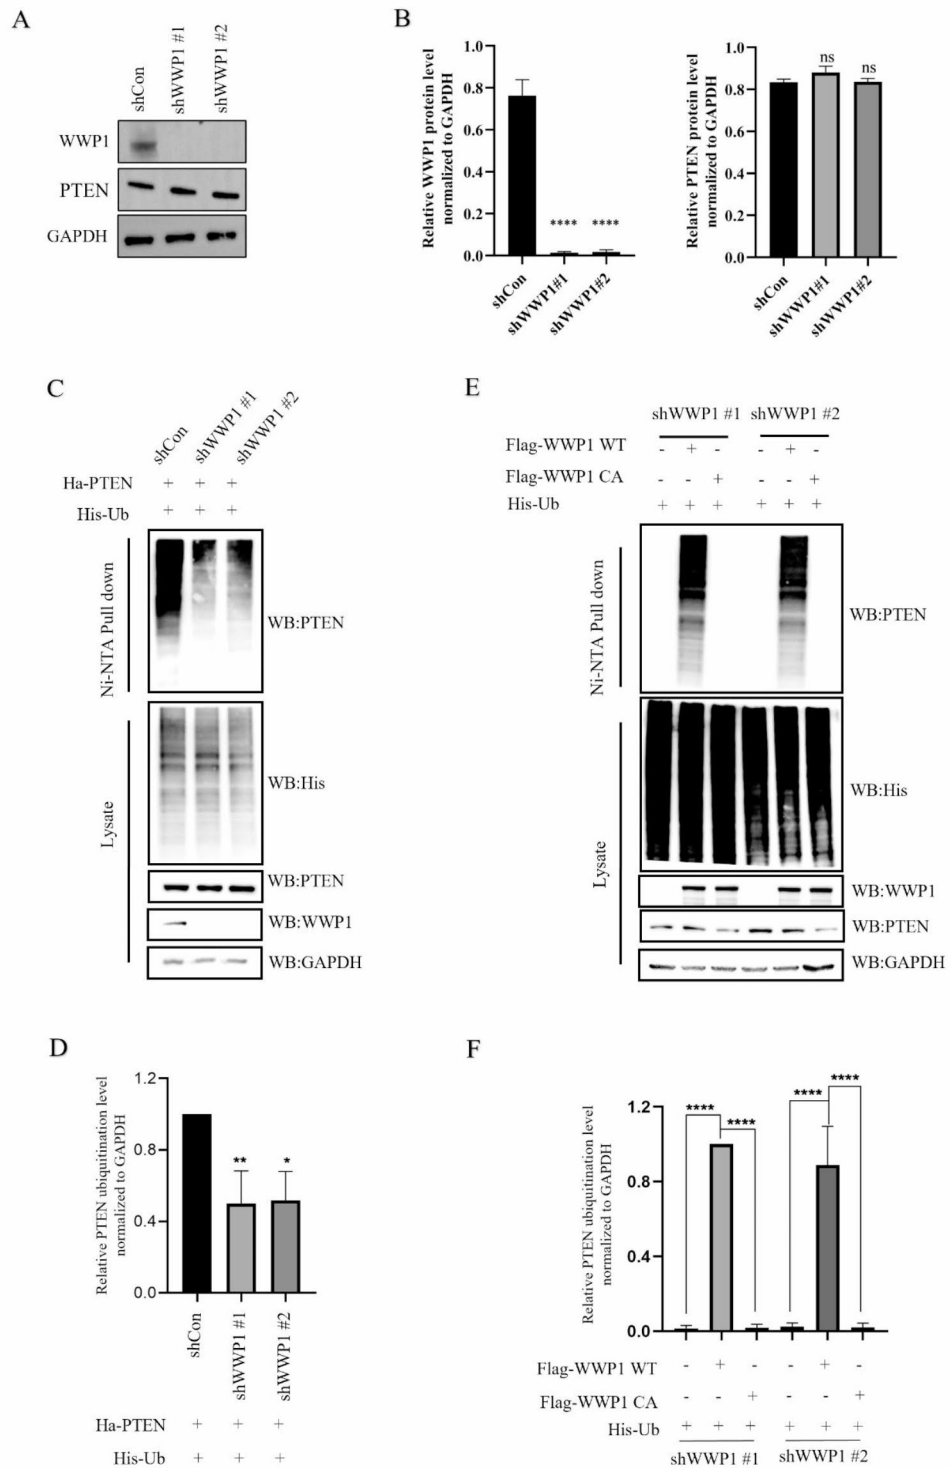 A
shCon
shWWP1 #1
shWWP1 #2
WWP1
PTEN
GAPDH
B
Relative WWP1 protein level
normalized to GAPDH
1.0
0.8
0.6
0.4
0.2
0.0
**** ****
shCon
shWWP1#1
shWWP1#2
Relative PTEN protein level
normalized to GAPDH
1.0
0.8
0.6
0.4
0.2
0.0
ns ns
shCon
shWWP1#1
shWWP1#2
C
shCon
shWWP1 #1
shWWP1 #2
Ha-PTEN + + +
His-Ub + + +
Ni-NTA Pull down
WB:PTEN
Lysate
WB:His
WB:PTEN
WB:WWP1
WB:GAPDH
E
shWWP1 #1 shWWP1 #2
Flag-WWP1 WT - + - - + -
Flag-WWP1 CA - - + - - +
His-Ub + + + + + +
Ni-NTA Pull down
WB:PTEN
Lysate
WB:His
WB:WWP1
WB:PTEN
WB:GAPDH
D
Relative PTEN ubiquitination level
normalized to GAPDH
1.2
0.8
0.4
0.0
** *
shCon
shWWP1 #1
shWWP1 #2
Ha-PTEN + + +
His-Ub + + +
F
Relative PTEN ubiquitination level
normalized to GAPDH
1.2
0.8
0.4
0.0
**** **** **** ****
Flag-WWP1 WT - + - - + -
Flag-WWP1 CA - - + - - +
His-Ub + + + + + +
shWWP1 #1 shWWP1 #2